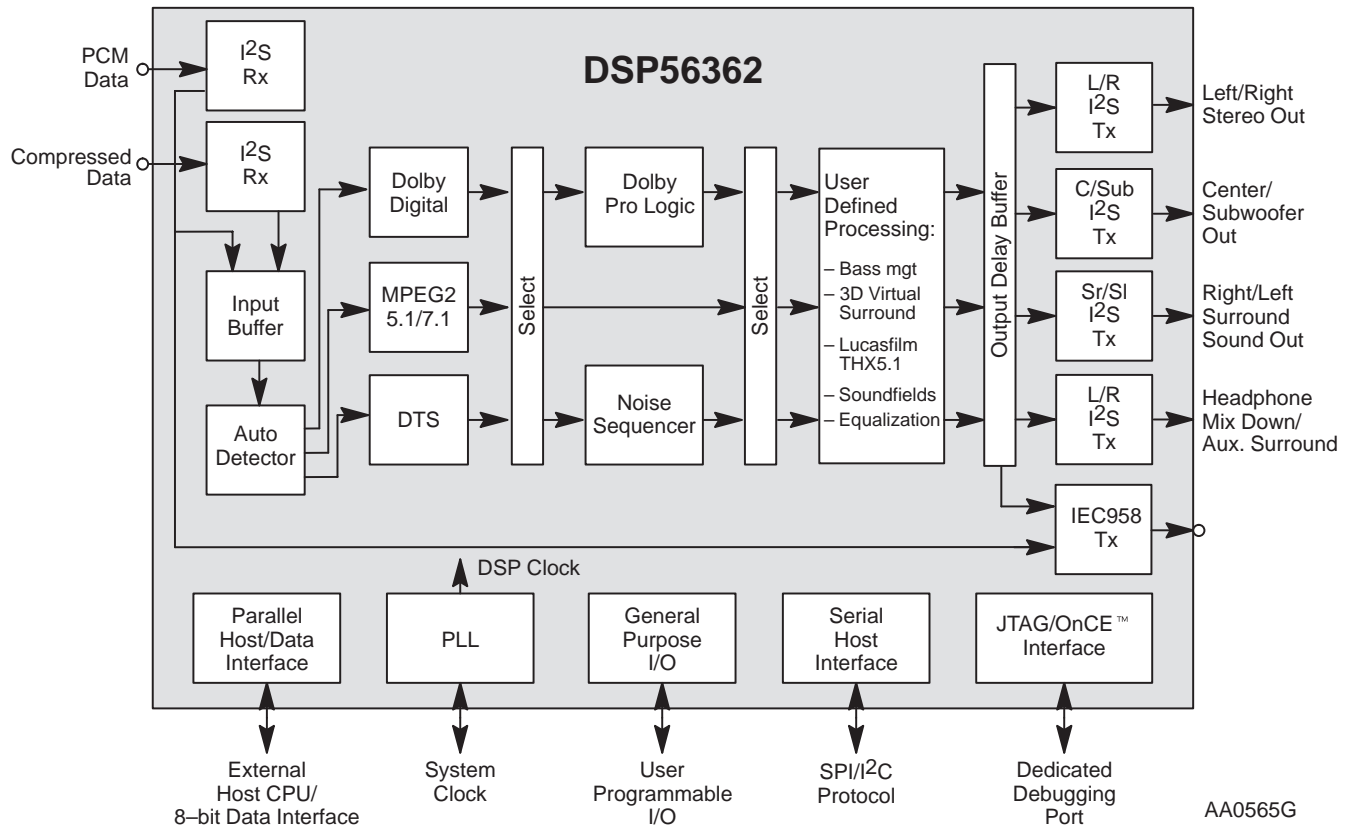 DSP56362
PCM
Data
I2S
Rx
Compressed
Data
I2S
Rx
Input
Buffer
Auto
Detector
Dolby
Digital
MPEG2
5.1/7.1
DTS
Select
Dolby
Pro Logic
Noise
Sequencer
Select
User
Defined
Processing:
– Bass mgt
– 3D Virtual
Surround
– Lucasfilm
THX5.1
– Soundfields
– Equalization
Output Delay Buffer
L/R
I2S
Tx
Left/Right
Stereo Out
C/Sub
I2S
Tx
Center/
Subwoofer
Out
Sr/Sl
I2S
Tx
Right/Left
Surround
Sound Out
L/R
I2S
Tx
Headphone
Mix Down/
Aux. Surround
IEC958
Tx
DSP Clock
Parallel
Host/Data
Interface
PLL
General
Purpose
I/O
Serial
Host
Interface
JTAG/OnCE™
Interface
External
Host CPU/
8–bit Data Interface
System
Clock
User
Programmable
I/O
SPI/I2C
Protocol
Dedicated
Debugging
Port
AA0565G